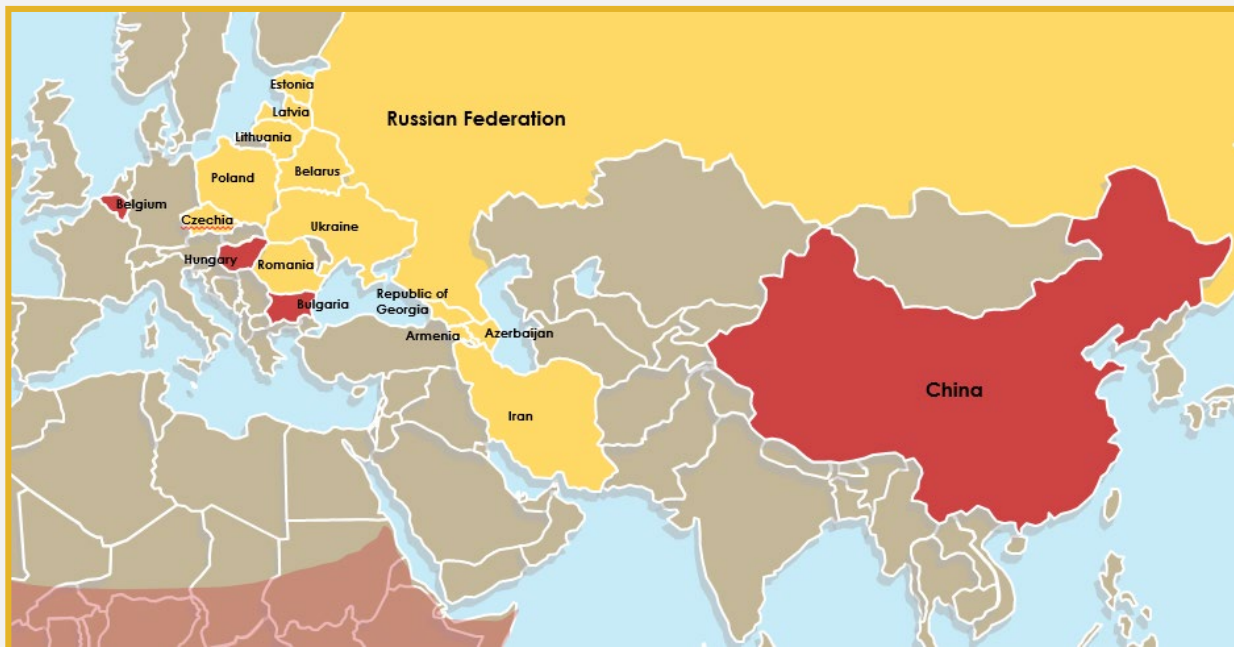 Estonia
Latvia
Russian Federation
Lithuania
Belarus
Poland
Belgium
Czechia
Ukraine
Hungary
Romania
Republic of
Georgia
Bulgaria
Armenia
Azerbaijan
China
Iran